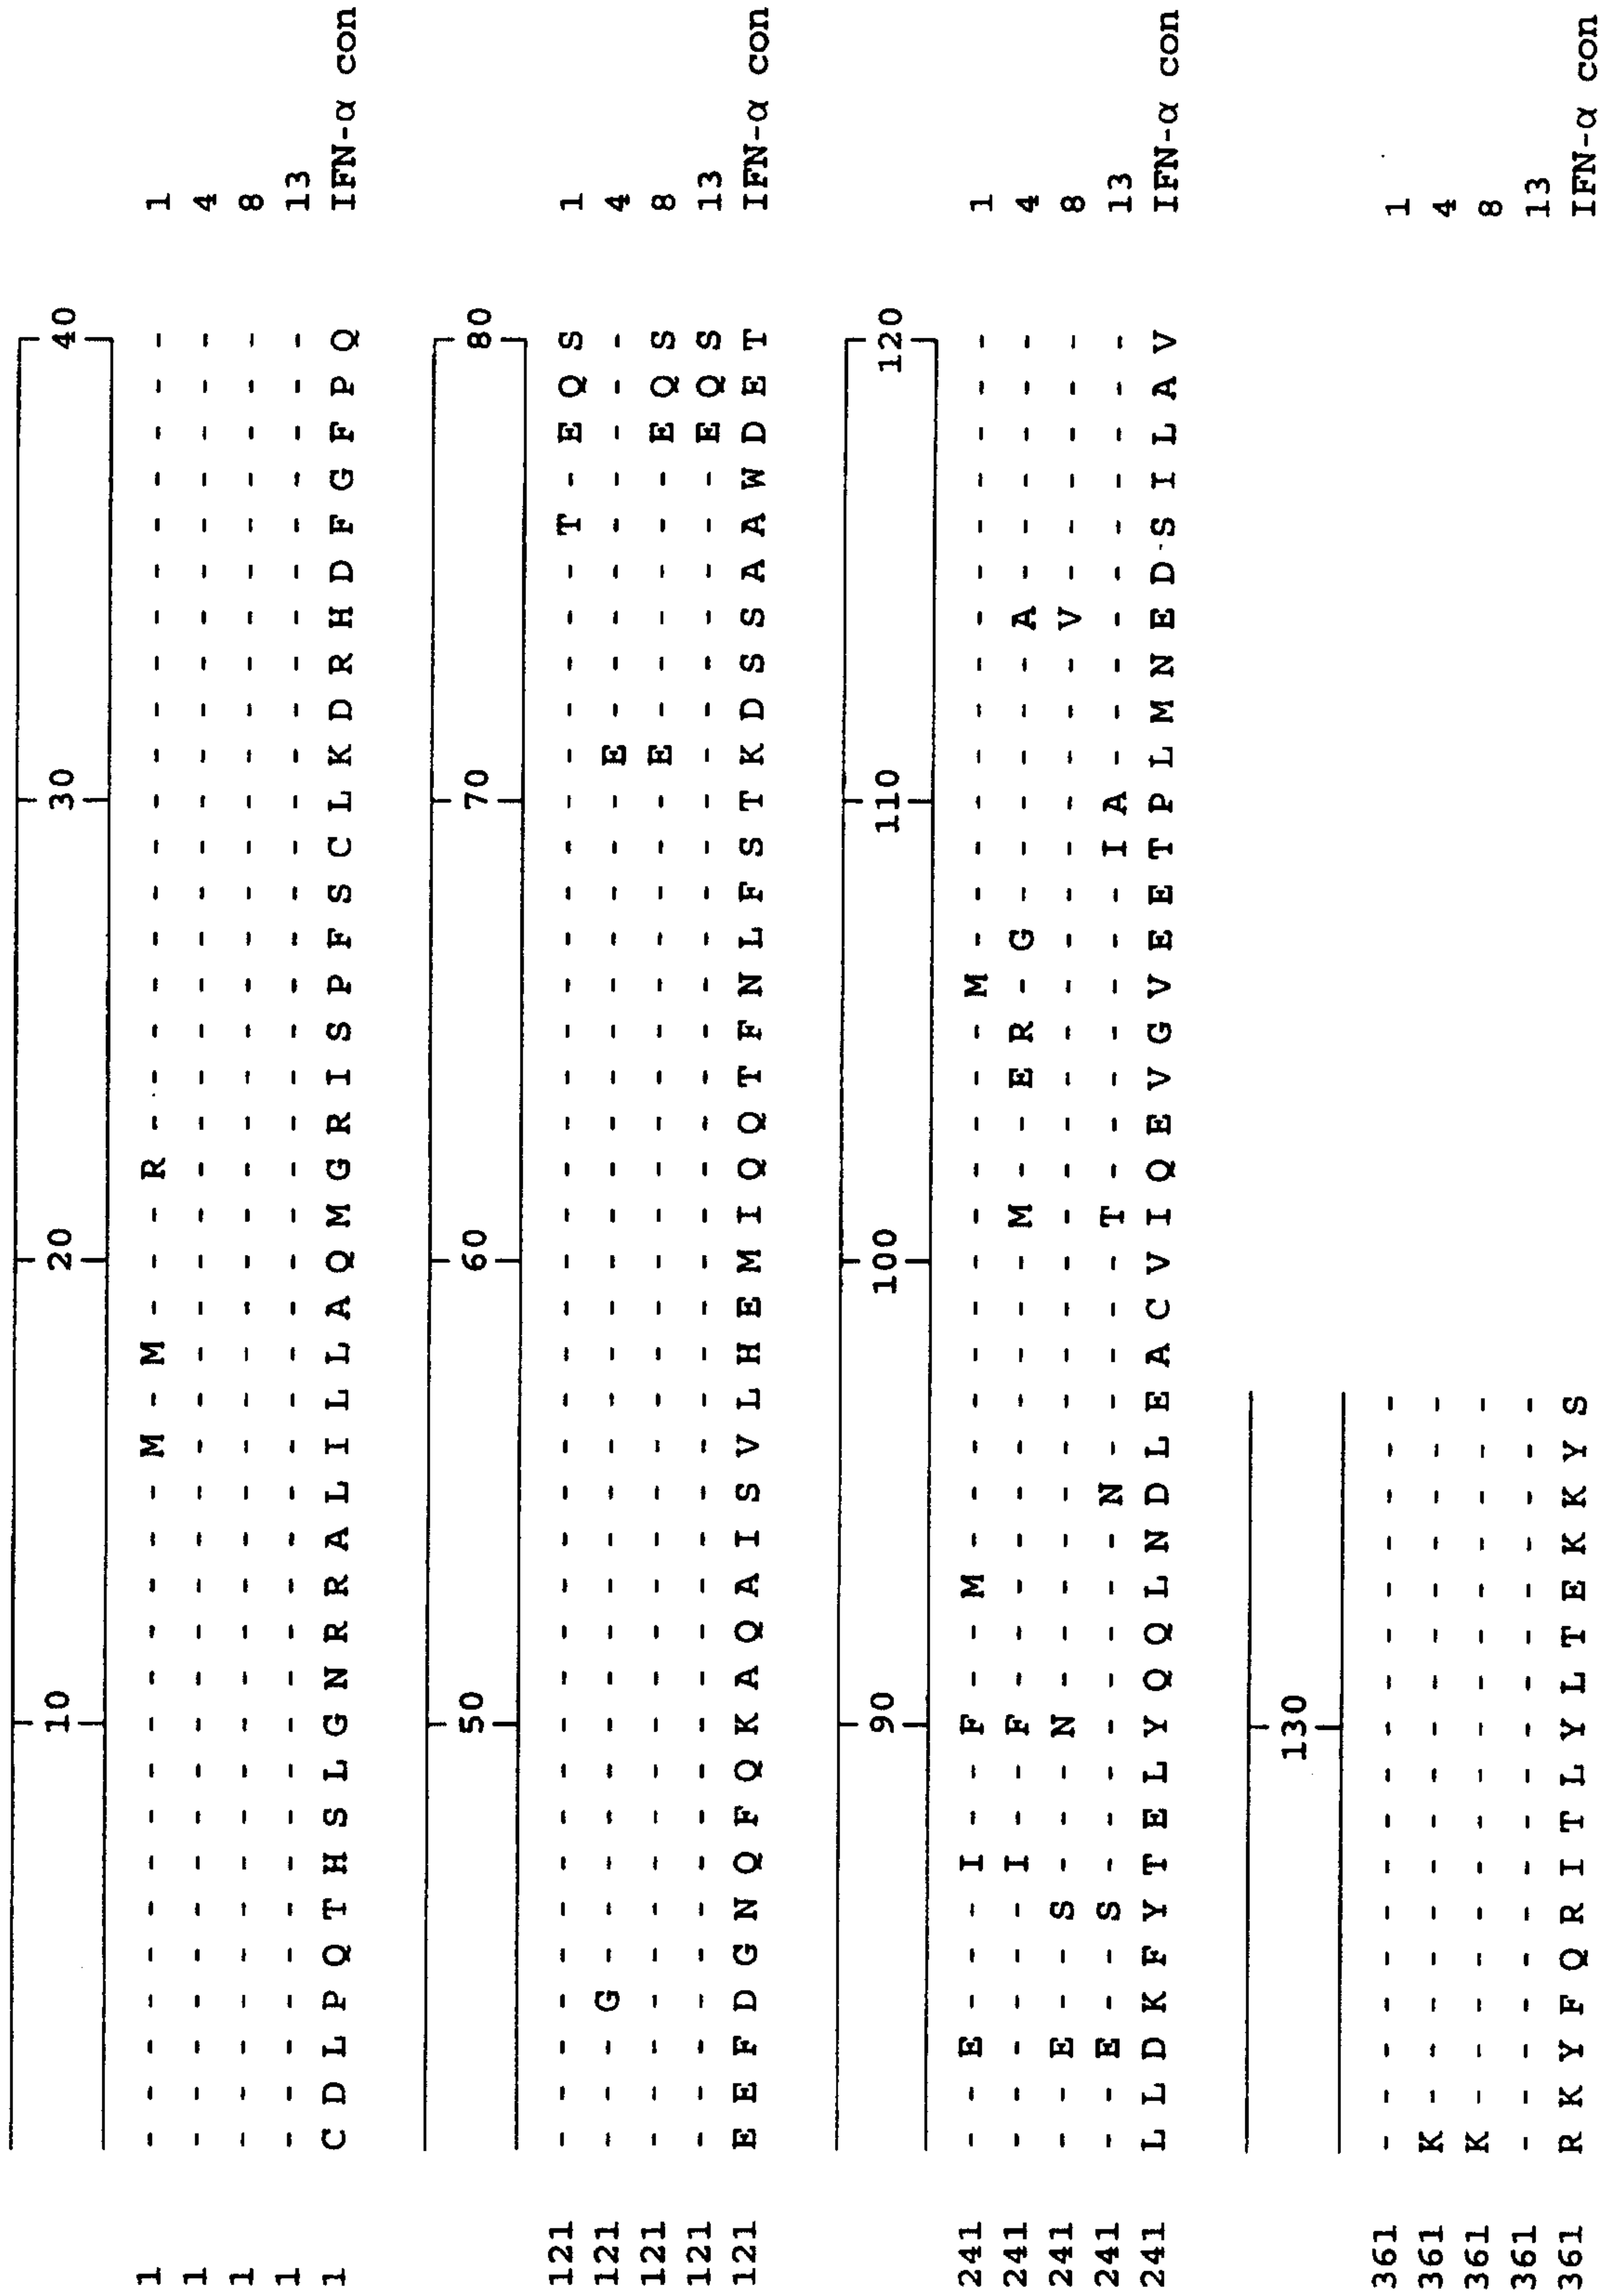 10 20 30 40
1 - - - - - - - - - - - - - - - M - M - - - R - - - - - - - - - - - - - - - - - - 1
1 - - - - - - - - - - - - - - - - - - - - - - - - - - - - - - - - - - - - - - - - 4
1 - - - - - - - - - - - - - - - - - - - - - - - - - - - - - - - - - - - - - - - - 8
1 - - - - - - - - - - - - - - - - - - - - - - - - - - - - - - - - - - - - - - - - 13
1 C D L P Q T H S L G N R R A L I L L A Q M G R I S P F S C L K D R H D F G F P Q IFN-α con
50 60 70 80
121 - - - - - - - - - - - - - - - - - - - - - - - - - - - - - - - - - - - T - E Q S 1
121 - - - G - - - - - - - - - - - - - - - - - - - - - - - - - - E - - - - - - - - - 4
121 - - - - - - - - - - - - - - - - - - - - - - - - - - - - - - E - - - - - - E Q S 8
121 - - - - - - - - - - - - - - - - - - - - - - - - - - - - - - - - - - - - - E Q S 13
121 E E F D G N Q F Q K A Q A I S V L H E M I Q Q T F N L F S T K D S S A A W D E T IFN-α con
90 100 110 120
241 - - E - - - I - - F - - M - - - - - - - - - - - - M - - - - - - - - - - - - - - 1
241 - - - - - - I - - F - - - - - - - - - - M - - E R - G - - - - - - A - - - - - - 4
241 - - E - - S - - - N - - - - - - - - - - - - - - - - - - - - - - - V - - - - - - 8
241 - - E - - S - - - - - - - - N - - - - - T - - - - - - - I A - - - - - - - - - - 13
241 L L D K F Y T E L Y Q Q L N D L E A C V I Q E V G V E E T P L M N E D S I L A V IFN-α con
130
361 - - - - - - - - - - - - - - - - - 1
361 K - - - - - - - - - - - - - - - - 4
361 K - - - - - - - - - - - - - - - - 8
361 - - - - - - - - - - - - - - - - - 13
361 R K Y F Q R I T L Y L T E K K Y S IFN-α con